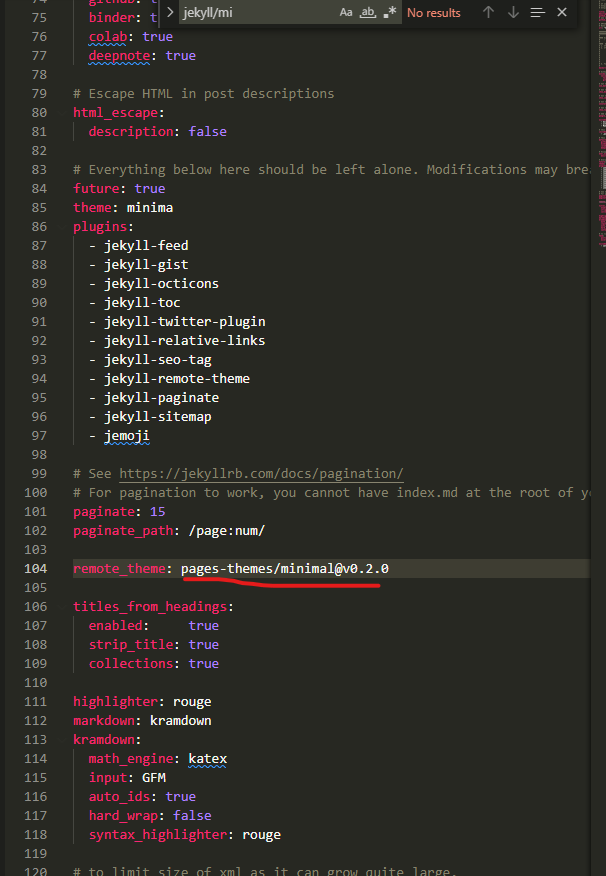 jekyll/mi Aa ab .* No results
74 github: t
75 binder: t
76 colab: true
77 deepnote: true
78
79 # Escape HTML in post descriptions
80 html_escape:
81 description: false
82
83 # Everything below here should be left alone. Modifications may brea
84 future: true
85 theme: minima
86 plugins:
87 - jekyll-feed
88 - jekyll-gist
89 - jekyll-octicons
90 - jekyll-toc
91 - jekyll-twitter-plugin
92 - jekyll-relative-links
93 - jekyll-seo-tag
94 - jekyll-remote-theme
95 - jekyll-paginate
96 - jekyll-sitemap
97 - jemoji
98
99 # See https://jekyllrb.com/docs/pagination/
100 # For pagination to work, you cannot have index.md at the root of yo
101 paginate: 15
102 paginate_path: /page:num/
103
104 remote_theme: pages-themes/minimal@v0.2.0
105
106 titles_from_headings:
107 enabled: true
108 strip_title: true
109 collections: true
110
111 highlighter: rouge
112 markdown: kramdown
113 kramdown:
114 math_engine: katex
115 input: GFM
116 auto_ids: true
117 hard_wrap: false
118 syntax_highlighter: rouge
119
120 # to limit size of xml as it can grow quite large.